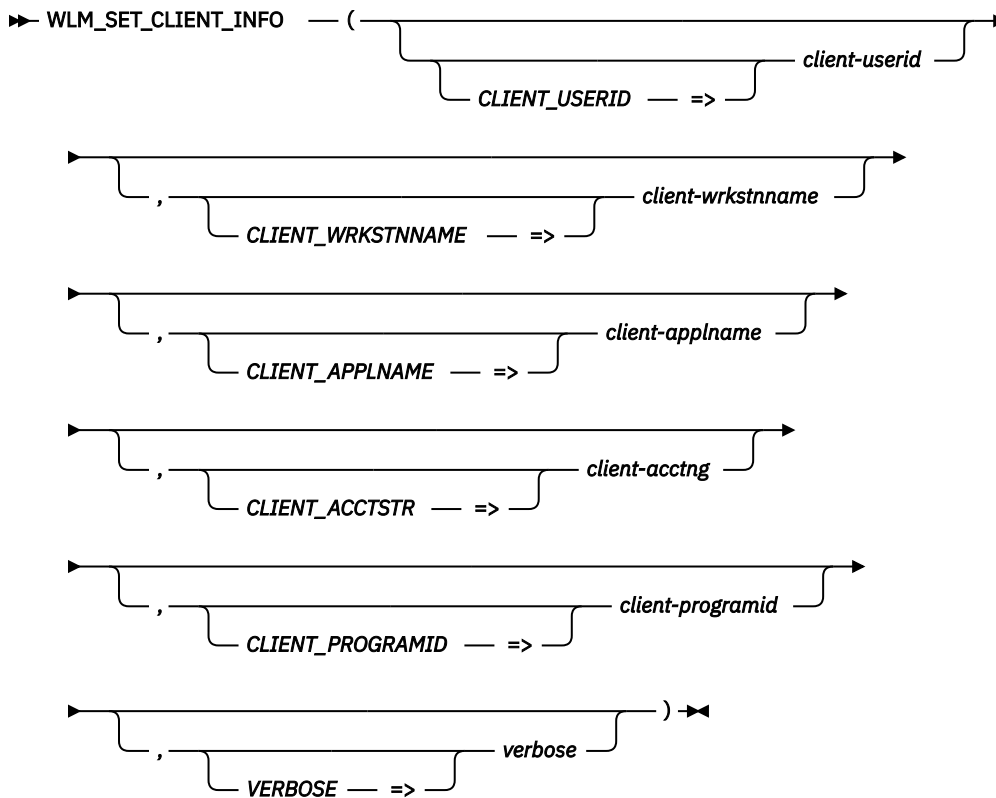 WLM_SET_CLIENT_INFO (
client-userid
CLIENT_USERID =>
, client-wrkstnname
CLIENT_WRKSTNNAME =>
, client-applname
CLIENT_APPLNAME =>
, client-acctng
CLIENT_ACCTSTR =>
, client-programid
CLIENT_PROGRAMID =>
)
, verbose
VERBOSE =>